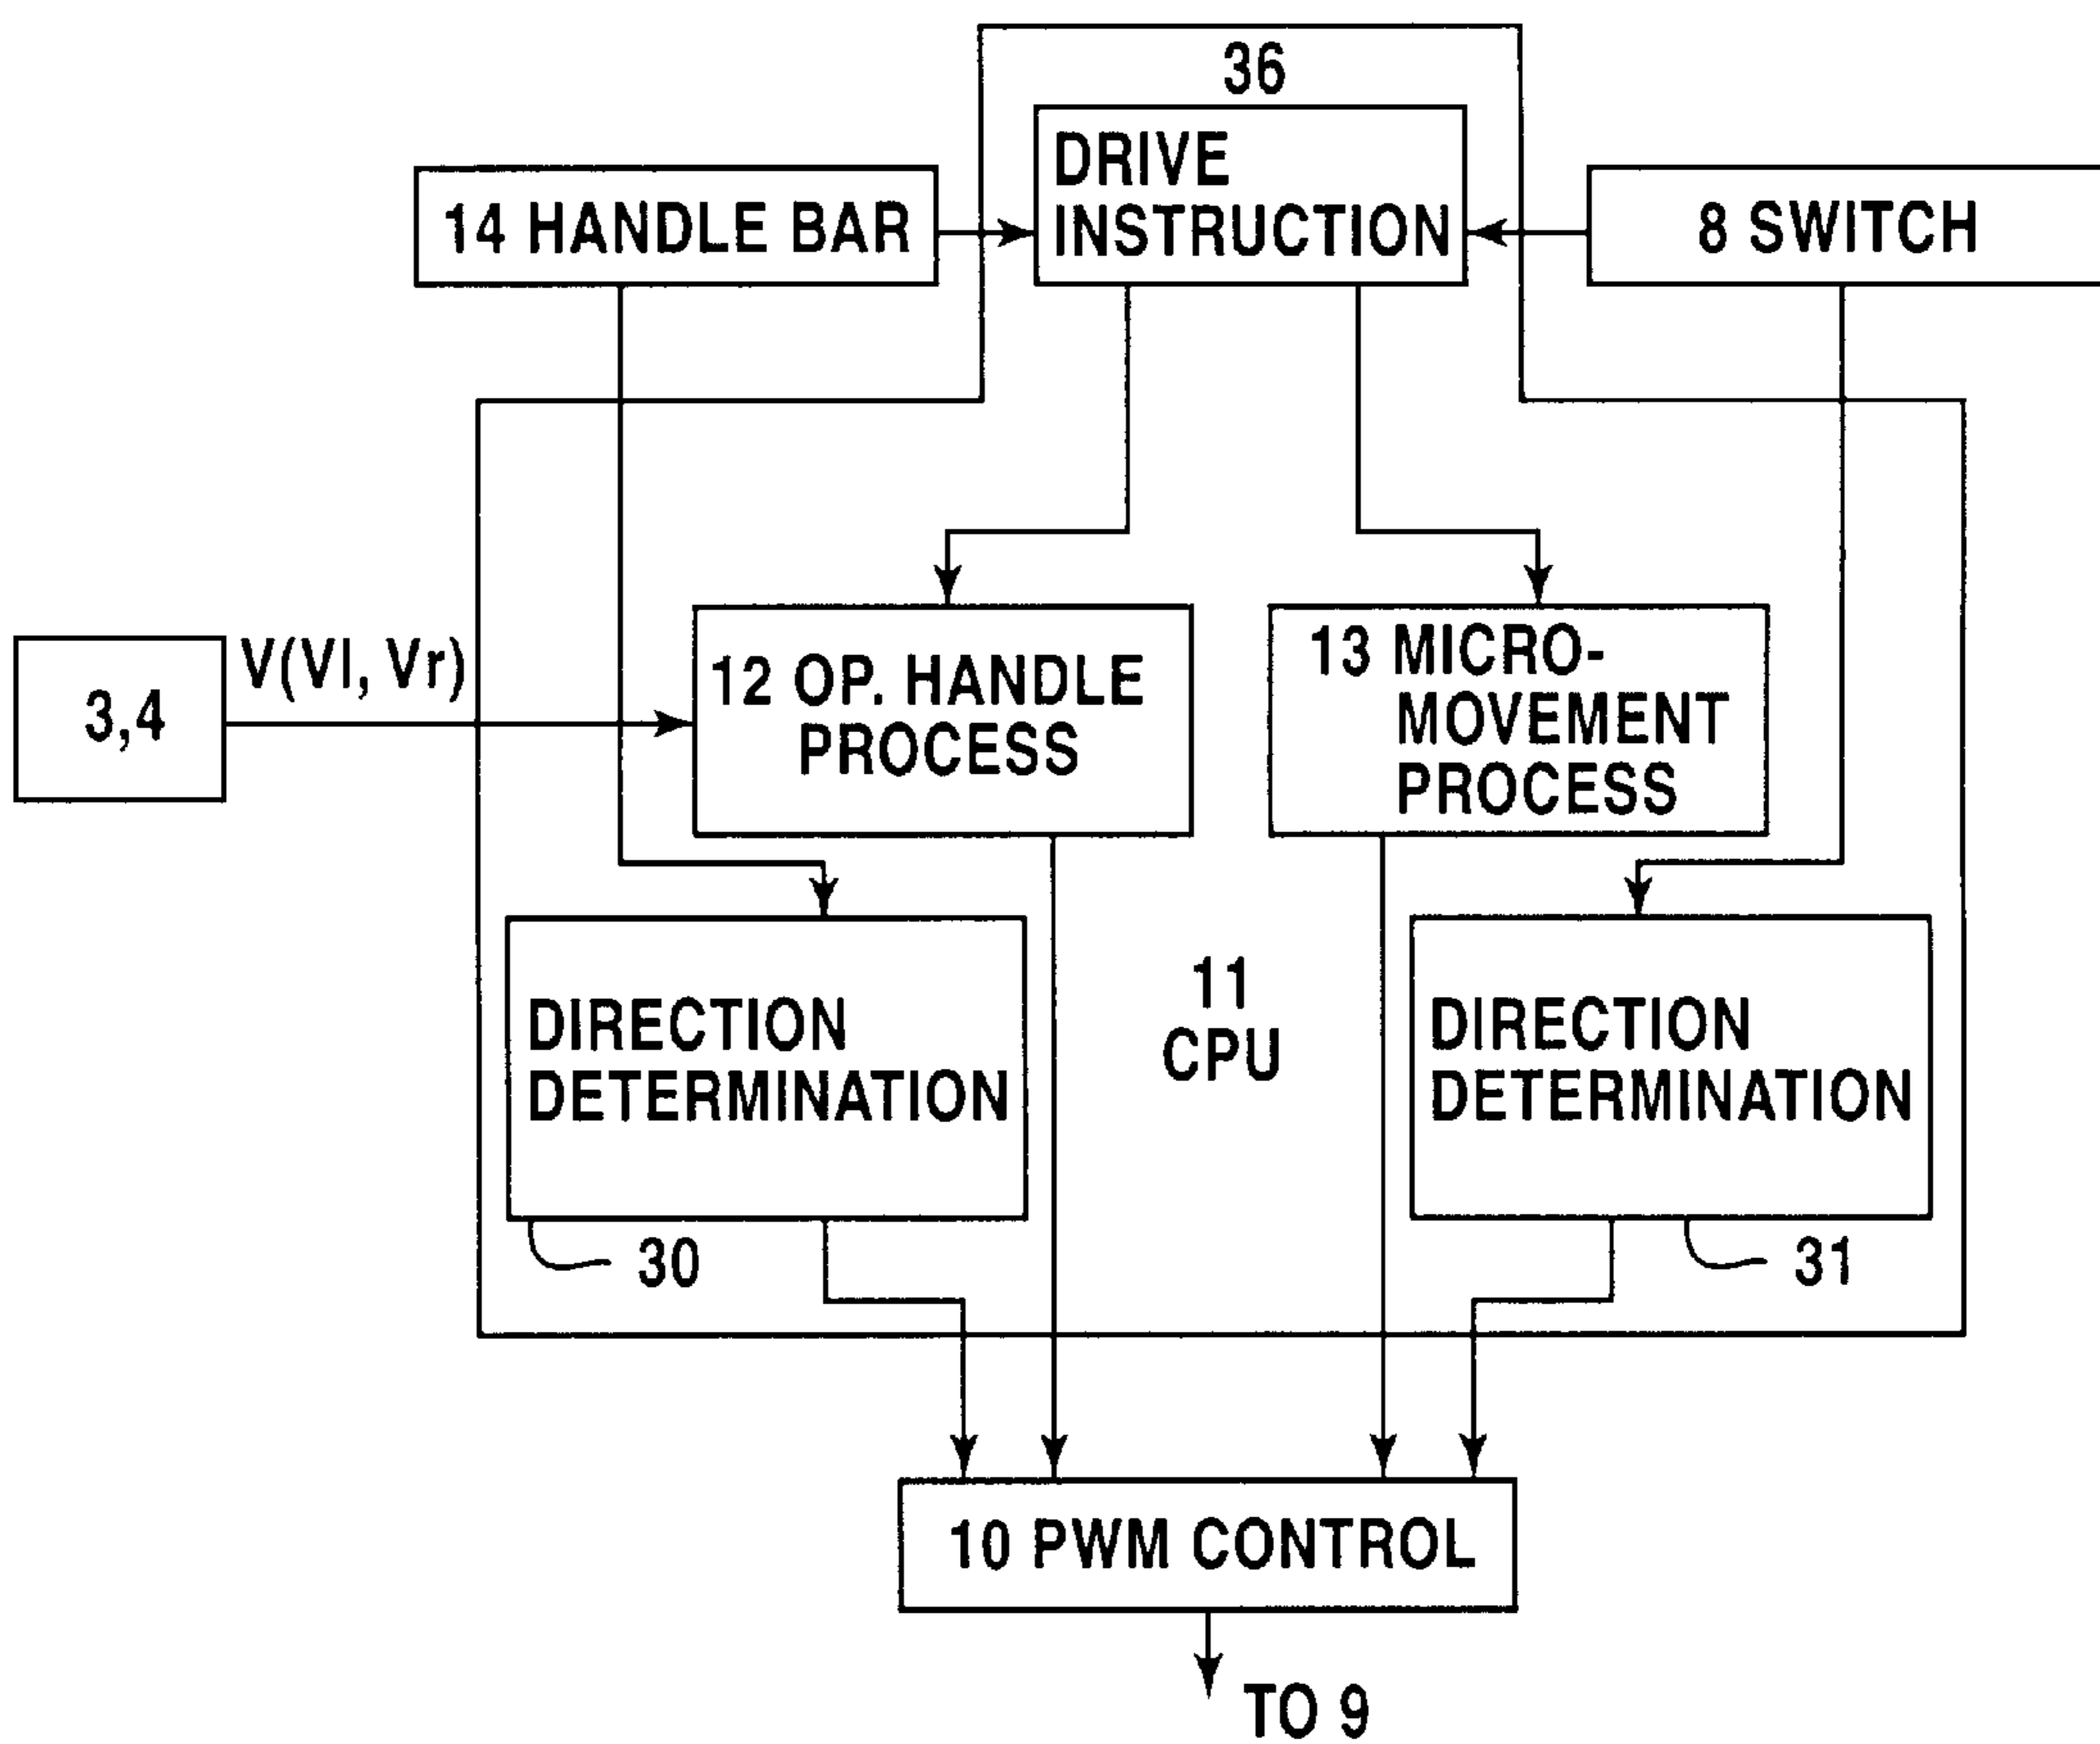 36
DRIVE
INSTRUCTION
14 HANDLE BAR
8 SWITCH
V(Vl, Vr)
3,4
12 OP. HANDLE
PROCESS
13 MICRO-
MOVEMENT
PROCESS
DIRECTION
DETERMINATION
11
CPU
DIRECTION
DETERMINATION
30
31
10 PWM CONTROL
TO 9